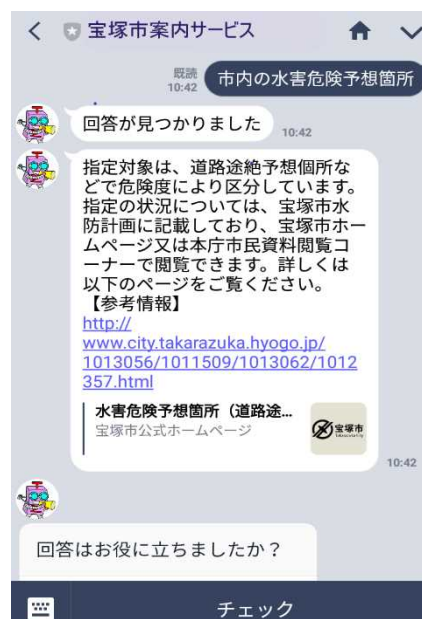 宝塚市案内サービス
既読
10:42
市内の水害危険予想箇所
回答が見つかりました
10:42
指定対象は、道路途絶予想個所な
どで危険度により区分しています。
指定の状況については、宝塚市水
防計画に記載しており、宝塚市ホー
ムページ又は本庁市民資料閲覧コ
ーナーで閲覧できます。詳しくは
以下のページをご覧ください。
【参考情報】
http://
www.city.takarazuka.hyogo.jp/
1013056/1011509/1013062/1012
357.html
水害危険予想箇所（道路途...
宝塚市公式ホームページ
宝塚市
10:42
回答はお役に立ちましたか？
チェック